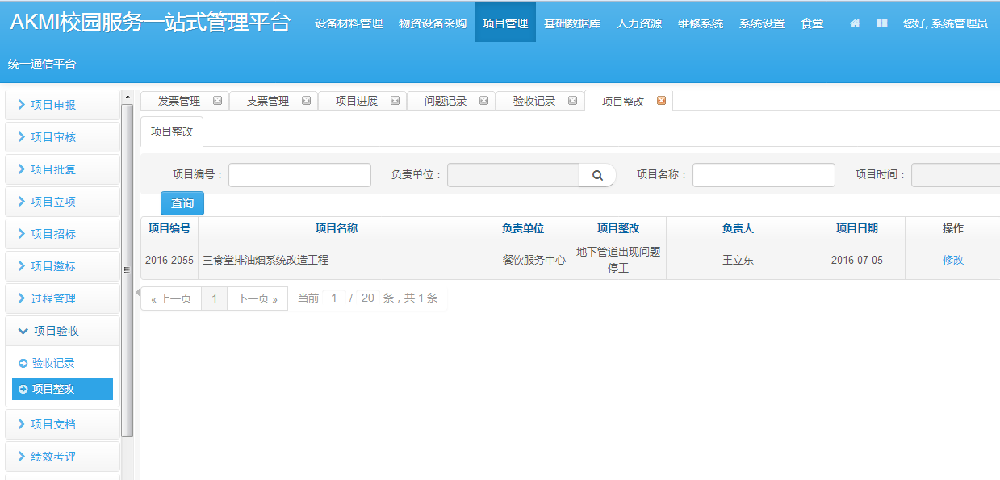 AKMI校园服务一站式管理平台 设备材料管理 物资设备采购 项目管理 基础数据库 人力资源 维修系统 系统设置 食堂 您好, 系统管理员
统一通信平台
项目申报
项目审核
项目批复
项目立项
项目招标
项目邀标
过程管理
项目验收
验收记录
项目整改
项目文档
绩效考评
发票管理 支票管理 项目进展 问题记录 验收记录 项目整改
项目整改
项目编号： 负责单位： 项目名称： 项目时间：
查询
项目编号 项目名称 负责单位 项目整改 负责人 项目日期 操作
2016-2055 三食堂排油烟系统改造工程 餐饮服务中心 地下管道出现问题 王立东 2016-07-05 修改
停工
« 上一页 1 下一页 » 当前 1 / 20 条，共 1 条